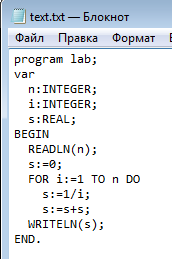 text.txt — Блокнот
Файл Правка Формат В
program lab;
var
n:INTEGER;
i:INTEGER;
s:REAL;
BEGIN
READLN(n);
s:=0;
FOR i:=1 TO n DO
s:=1/i;
s:=s+s;
WRITELN(s);
END.